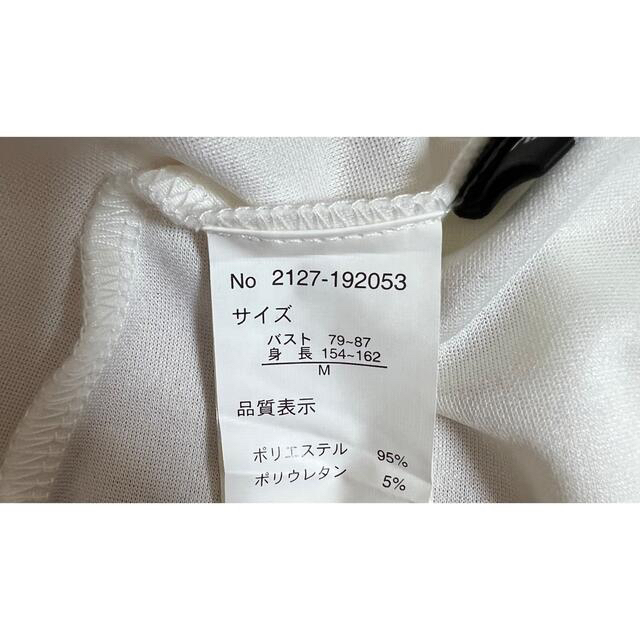 No 2127-192053
サイズ
バスト 79~87
身 長 154~162
M
品質表示
ポリエステル 95%
ポリウレタン 5%